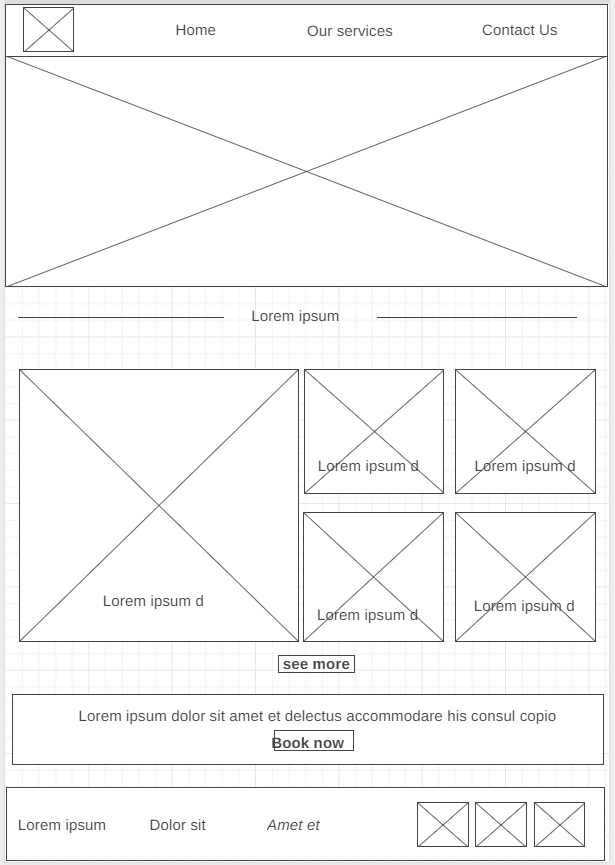 Home Our services Contact Us
Lorem ipsum
Lorem ipsum d Lorem ipsum d
Lorem ipsum d Lorem ipsum d Lorem ipsum d
see more
Lorem ipsum dolor sit amet et delectus accommodare his consul copio
Book now
Lorem ipsum Dolor sit Amet et